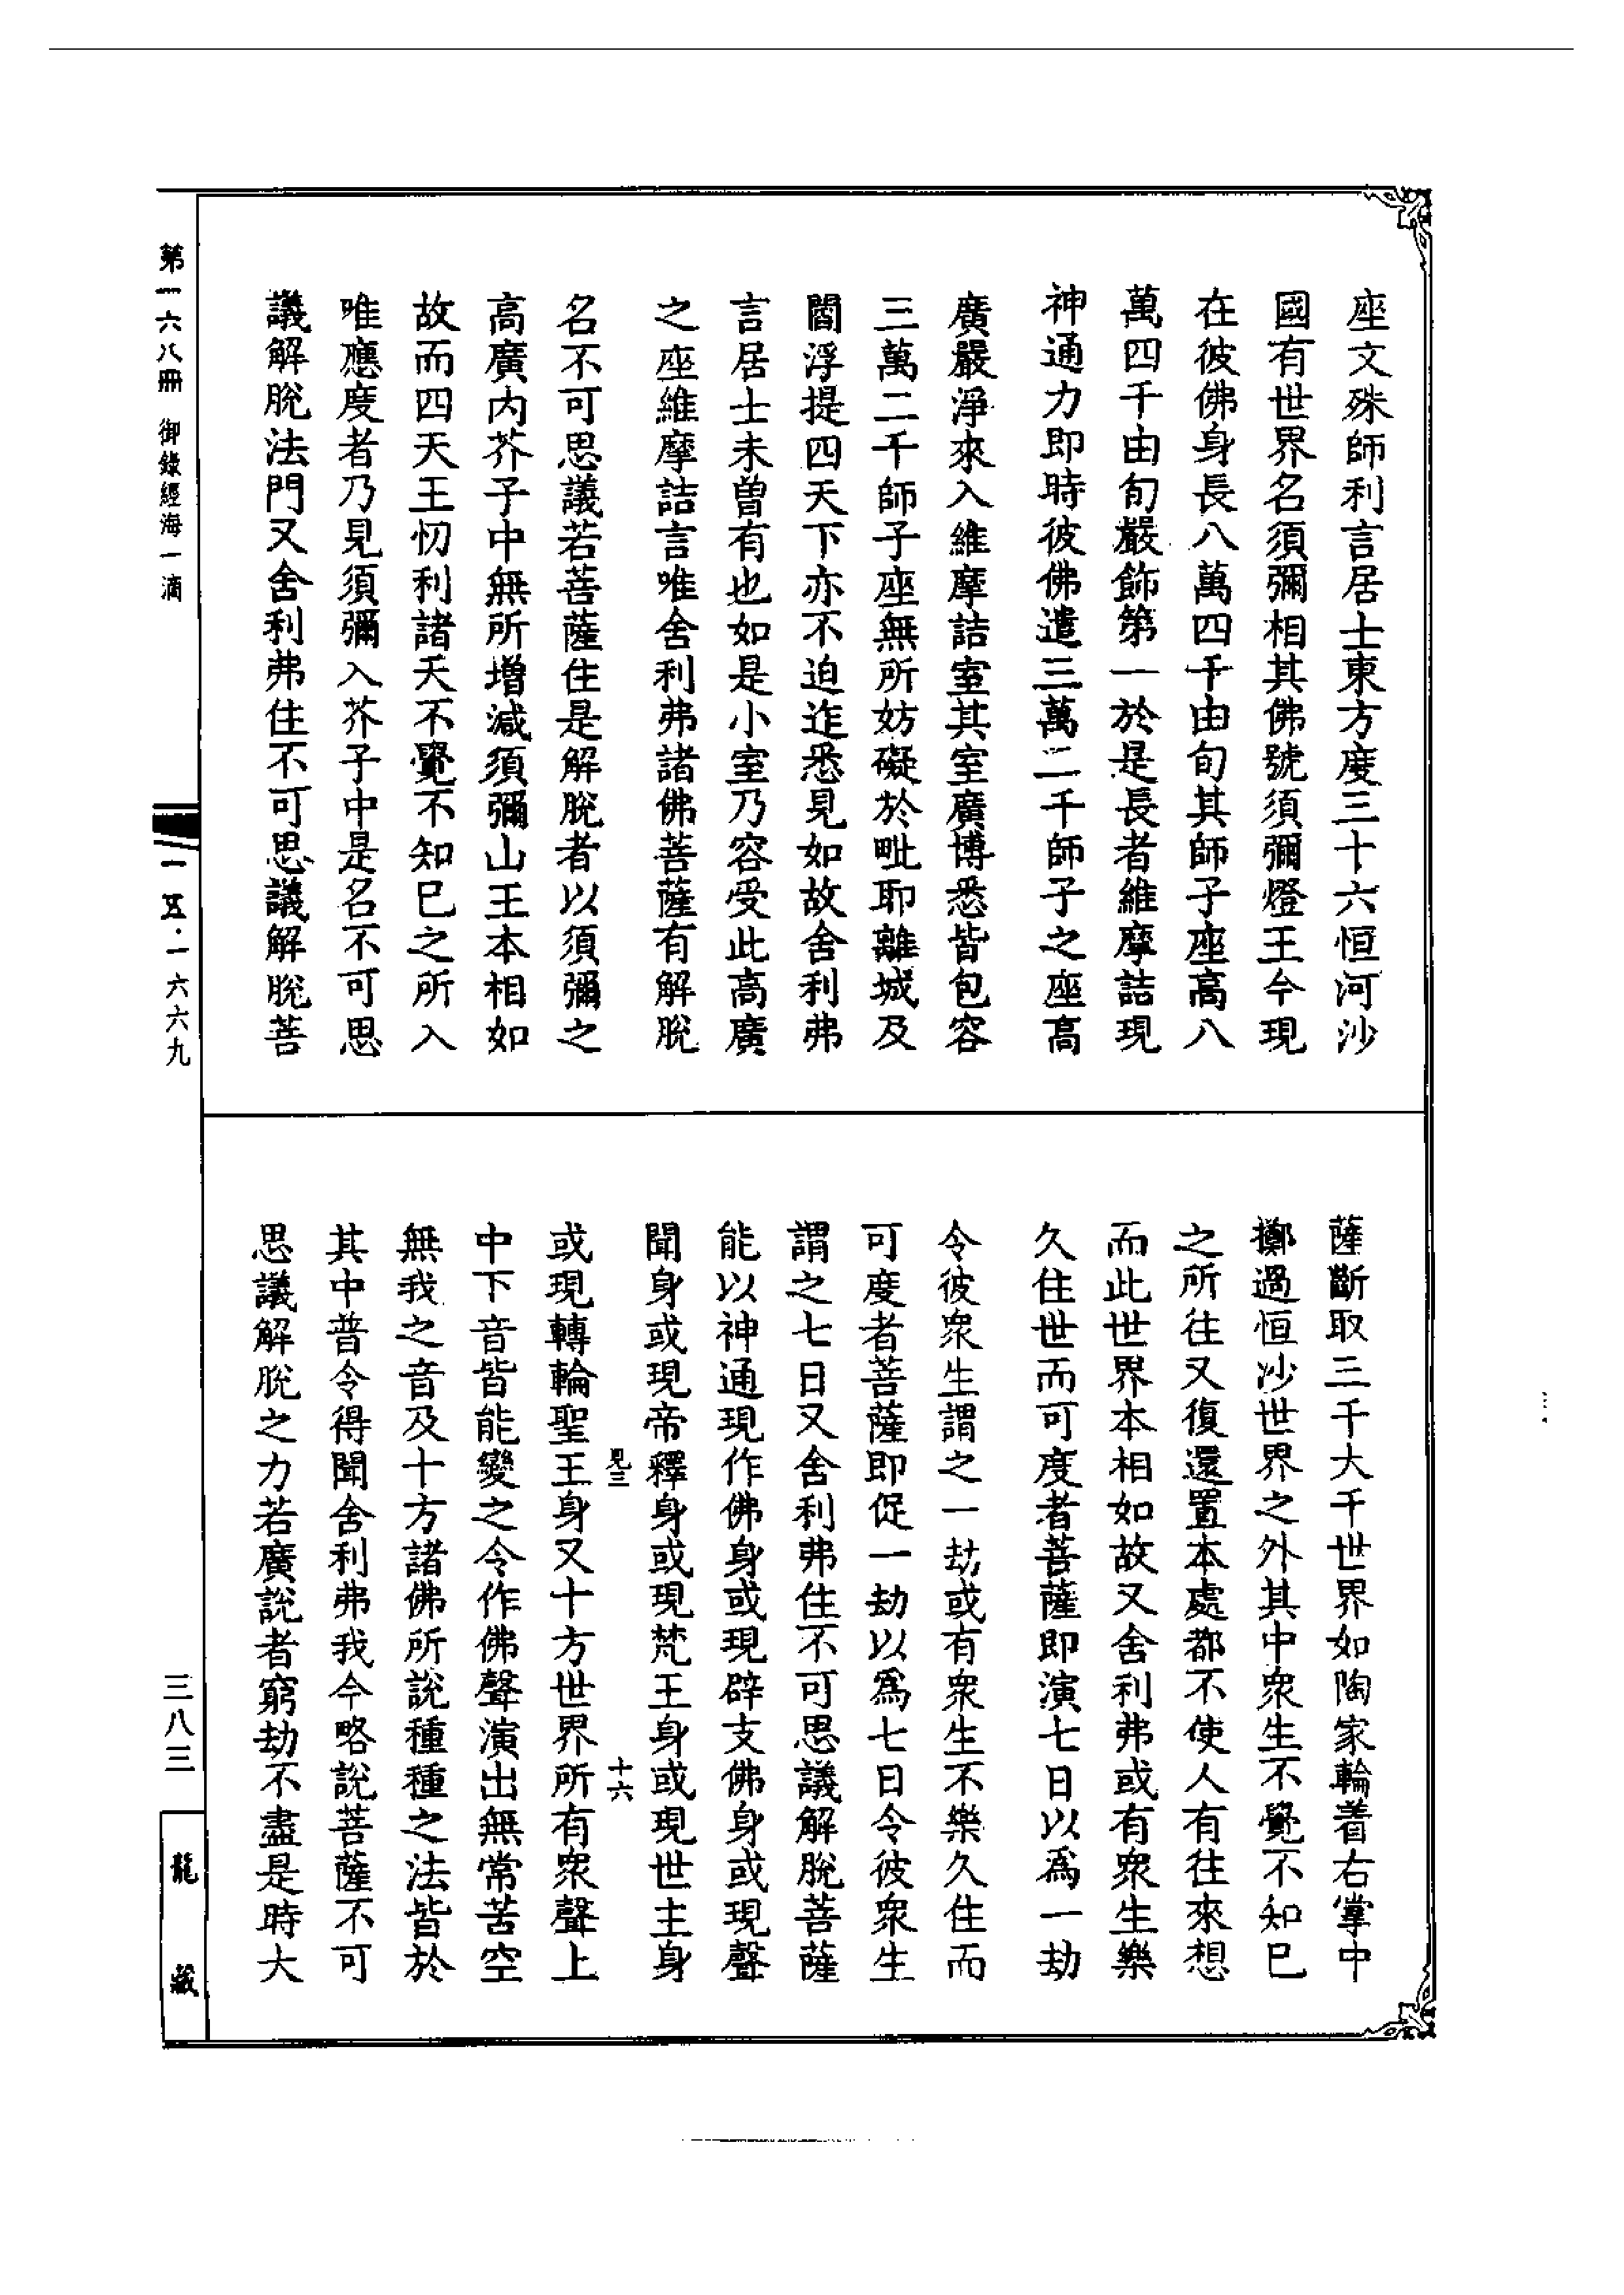 座文殊師利言居士東方度三十六恒河沙
國有世界名須彌相其佛號須彌燈王今現
在彼佛身長八萬四千由旬其師子座高八
萬四千由旬嚴飾第一於是長者維摩詰現
神通力即時彼佛遣三萬二千師子之座高
廣嚴淨來入維摩詰室其室廣博悉皆包容
三萬二千師子座無所妨礙於毗耶離城及
閻浮提四天下亦不迫迮悉見如故舍利弗
言居士未曾有也如是小室乃容受此高廣
之座維摩詰言唯舍利弗諸佛菩薩有解脫
名不可思議若菩薩住是解脫者以須彌之
高廣內芥子中無所增減須彌山王本相如
故而四天王忉利諸天不覺不知已之所入
唯應度者乃見須彌入芥子中是名不可思
議解脫法門又舍利弗住不可思議解脫菩
薩斷取三千大千世界如陶家輪着右掌中
擲過恒沙世界之外其中衆生不覺不知已
之所往又復還置本處都不使人有往來想
而此世界本相如故又舍利弗或有衆生樂
久住世而可度者菩薩即演七日以爲一劫
令彼衆生謂之一劫或有衆生不樂久住而
可度者菩薩即促一劫以爲七日令彼衆生
謂之七日又舍利弗住不可思議解脫菩薩
能以神通現作佛身或現辟支佛身或現聲
聞身或現帝釋身或現梵王身或現世主身
見三 十六
或現轉輪聖王身又十方世界所有衆聲上
中下音皆能變之令作佛聲演出無常苦空
無我之音及十方諸佛所說種種之法皆於
其中普令得聞舍利弗我今略說菩薩不可
思議解脫之力若廣說者窮劫不盡是時大
第一六八冊 御錄經海一滴
一五·一六六九
三八三
龍藏